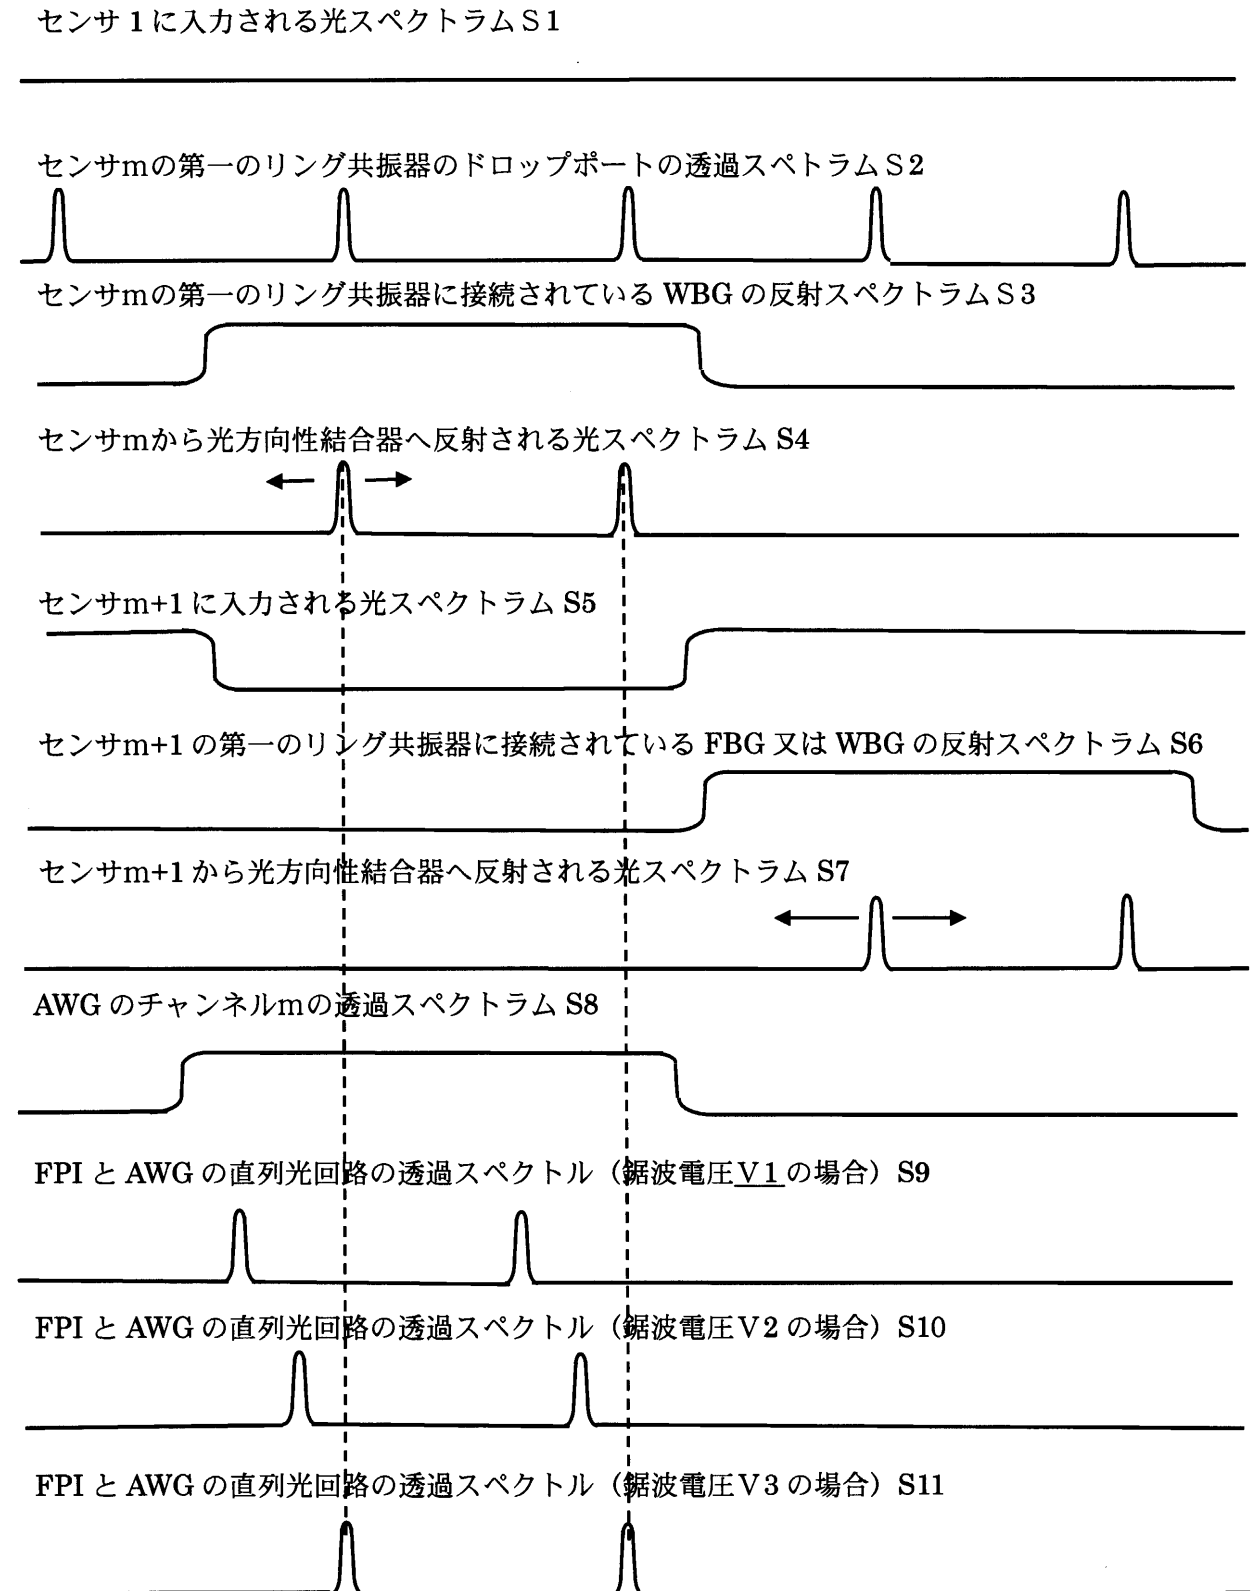 センサ1に入力される光スペクトラムS1
センサmの第一のリング共振器のドロップポートの透過スペトラムS2
センサmの第一のリング共振器に接続されている WBG の反射スペクトラムS3
センサmから光方向性結合器へ反射される光スペクトラム S4
センサm+1 に入力される光スペクトラム S5
センサm+1 の第一のリング共振器に接続されている FBG 又は WBG の反射スペクトラム S6
センサm+1 から光方向性結合器へ反射される光スペクトラム S7
AWG のチャンネルmの透過スペクトラム S8
FPI と AWG の直列光回路の透過スペクトル（鋸波電圧V1の場合）S9
FPI と AWG の直列光回路の透過スペクトル（鋸波電圧V2の場合）S10
FPI と AWG の直列光回路の透過スペクトル（鋸波電圧V3の場合）S11